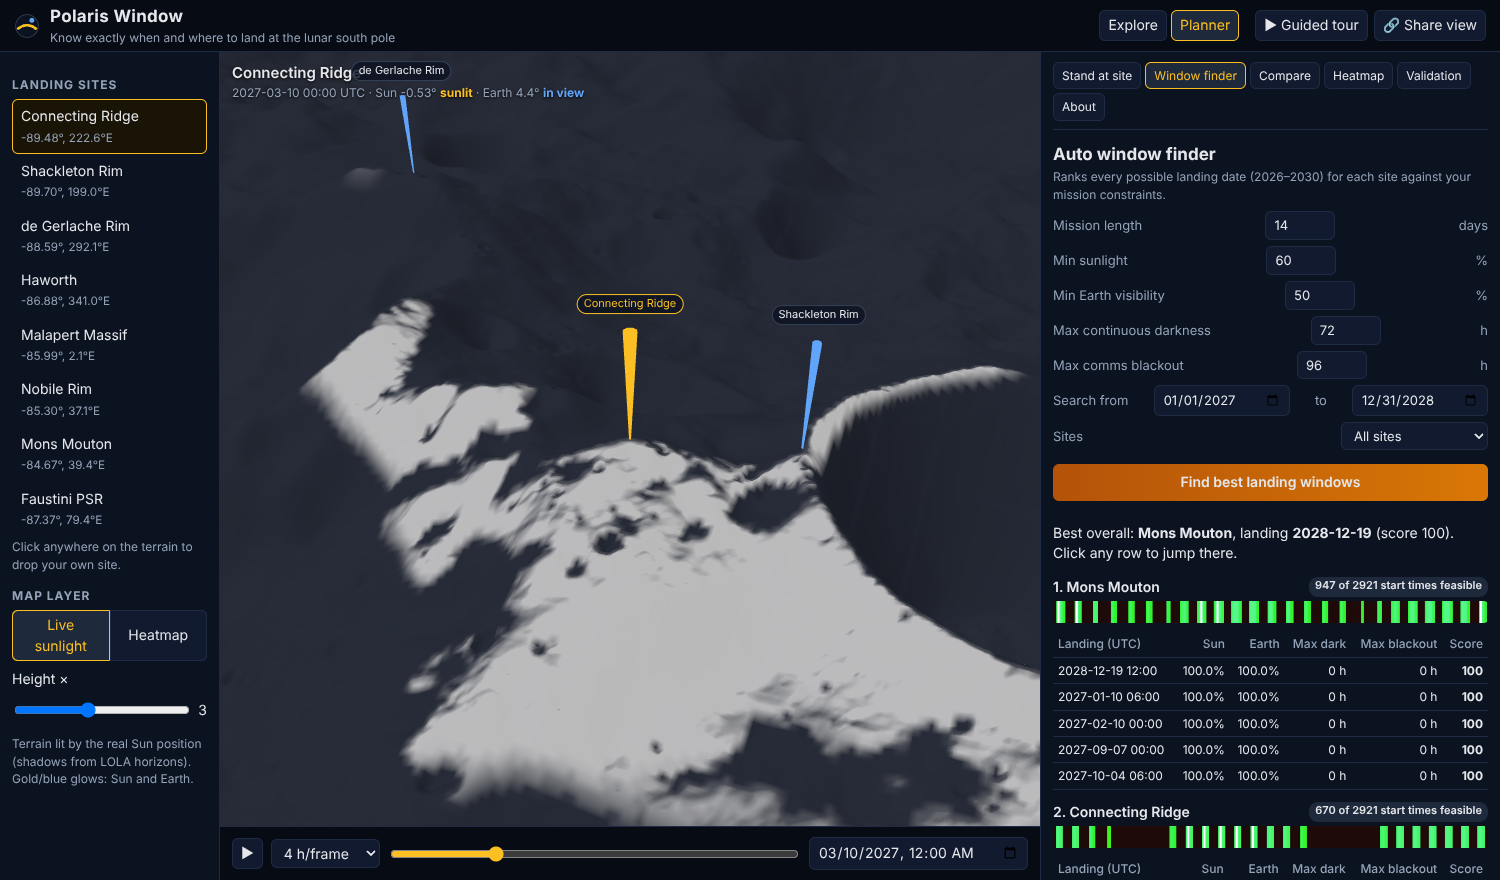 Polaris Window
Know exactly when and where to land at the lunar south pole
Explore
Planner
▶ Guided tour
🔗 Share view
LANDING SITES
Connecting Ridge
-89.48°, 222.6°E
Shackleton Rim
-89.70°, 199.0°E
de Gerlache Rim
-88.59°, 292.1°E
Haworth
-86.88°, 341.0°E
Malapert Massif
-85.99°, 2.1°E
Nobile Rim
-85.30°, 37.1°E
Mons Mouton
-84.67°, 39.4°E
Faustini PSR
-87.37°, 79.4°E
Click anywhere on the terrain to
drop your own site.
MAP LAYER
Live
sunlight
Heatmap
Height ×
3
Terrain lit by the real Sun position
(shadows from LOLA horizons).
Gold/blue glows: Sun and Earth.
Connecting Ridg
de Gerlache Rim
2027-03-10 00:00 UTC · Sun -0.53° sunlit · Earth 4.4° in view
Connecting Ridge
Shackleton Rim
▶
4 h/frame
03/10/2027, 12:00 AM
Stand at site
Window finder
Compare
Heatmap
Validation
About
Auto window finder
Ranks every possible landing date (2026–2030) for each site against your
mission constraints.
Mission length 14 days
Min sunlight 60 %
Min Earth visibility 50 %
Max continuous darkness 72 h
Max comms blackout 96 h
Search from 01/01/2027 to 12/31/2028
Sites All sites
Find best landing windows
Best overall: Mons Mouton, landing 2028-12-19 (score 100).
Click any row to jump there.
1. Mons Mouton 947 of 2921 start times feasible
Landing (UTC) Sun Earth Max dark Max blackout Score
2028-12-19 12:00 100.0% 100.0% 0 h 0 h 100
2027-01-10 06:00 100.0% 100.0% 0 h 0 h 100
2027-02-10 00:00 100.0% 100.0% 0 h 0 h 100
2027-09-07 00:00 100.0% 100.0% 0 h 0 h 100
2027-10-04 06:00 100.0% 100.0% 0 h 0 h 100
2. Connecting Ridge 670 of 2921 start times feasible
Landing (UTC) Sun Earth Max dark Max blackout Score